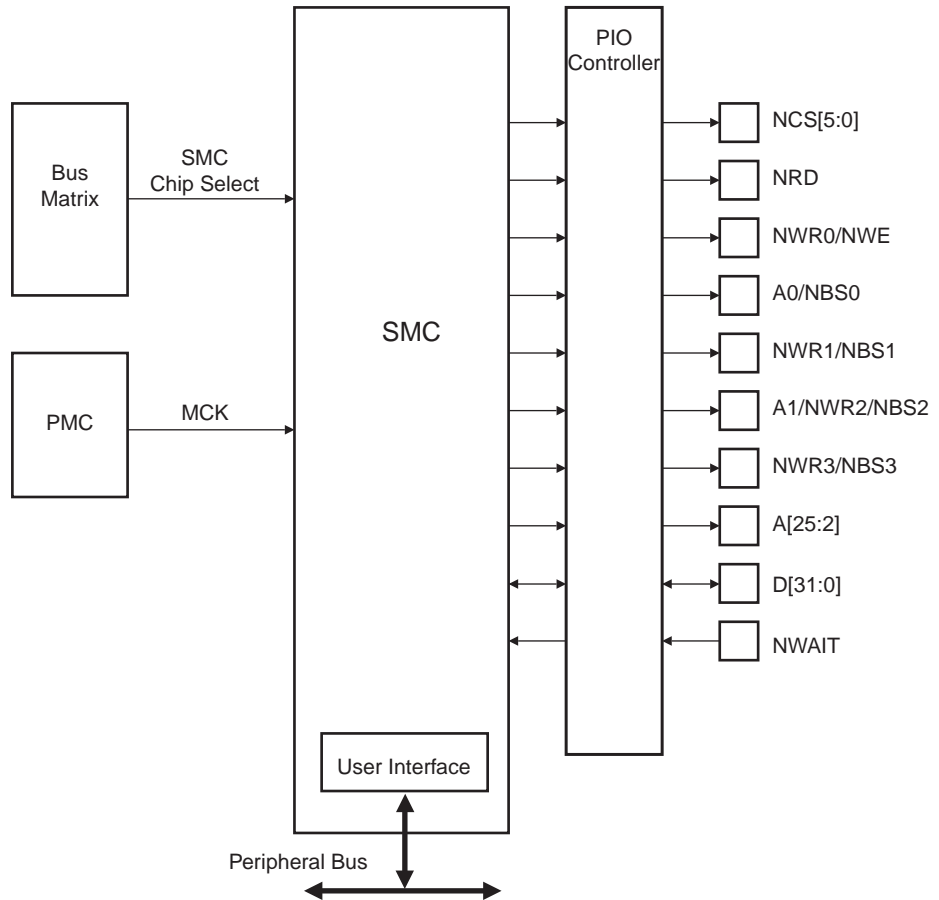 PIO
Controller
Bus
Matrix
SMC
Chip Select
PMC
MCK
SMC
NCS[5:0]
NRD
NWR0/NWE
A0/NBS0
NWR1/NBS1
A1/NWR2/NBS2
NWR3/NBS3
A[25:2]
D[31:0]
NWAIT
User Interface
Peripheral Bus